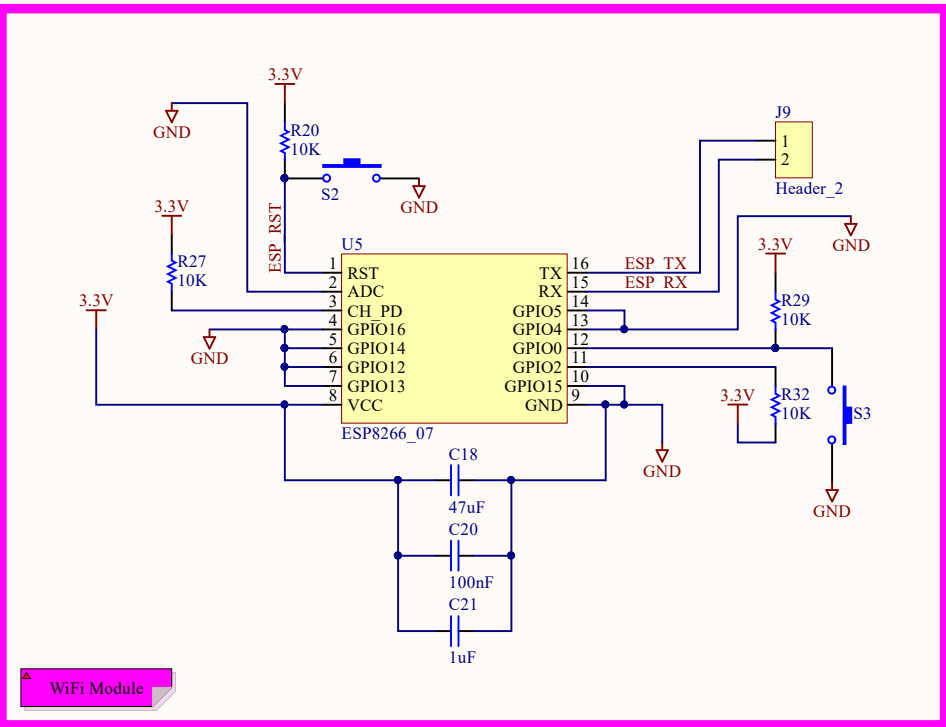 3.3V
GND
R20
10K
J9
1
2
Header_2
S2
GND
3.3V
ESP_RST
R27
10K
3.3V
GND
U5
1
RST
2
ADC
3
CH_PD
4
GPIO16
5
GPIO14
6
GPIO12
7
GPIO13
8
VCC
TX
16
ESP_TX
RX
15
ESP_RX
GPIO5
14
GPIO4
13
GPIO0
12
GPIO2
11
GPIO15
10
GND
9
ESP8266_07
GND
3.3V
R29
10K
3.3V
R32
10K
S3
GND
GND
GND
C18
47uF
C20
100nF
C21
1uF
WiFi Module